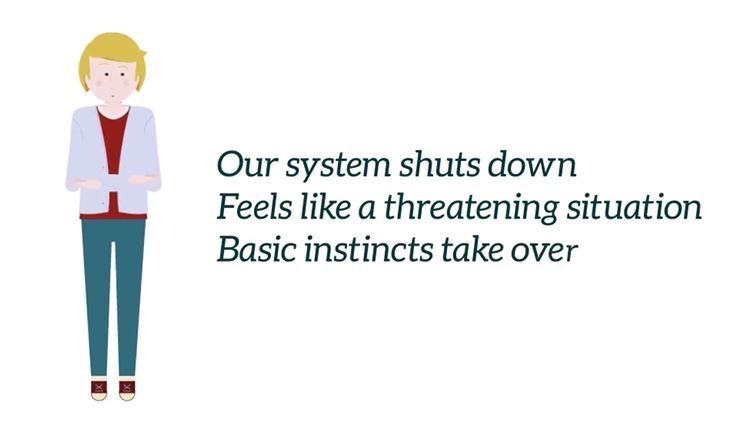 Our system shuts down
Feels like a threatening situation
Basic instincts take over